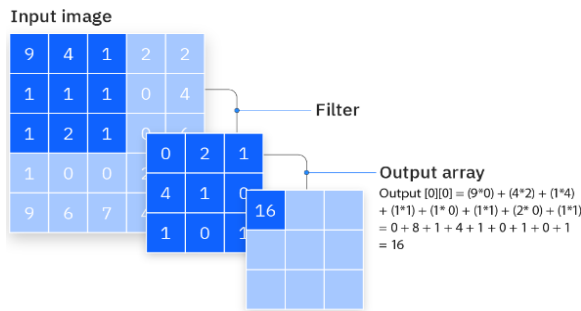 Input image
9 4 1 2 2
1 1 1 0 4
1 2 1
1 0 0
9 6 7
Filter
0 2 1
4 1
1 0
Output array
16
Output [0][0] = (9*0) + (4*2) + (1*4)
+ (1*1) + (1* 0) + (1*1) + (2* 0) + (1*1)
= 0 + 8 + 1 + 4 + 1 + 0 + 1 + 0 + 1
= 16